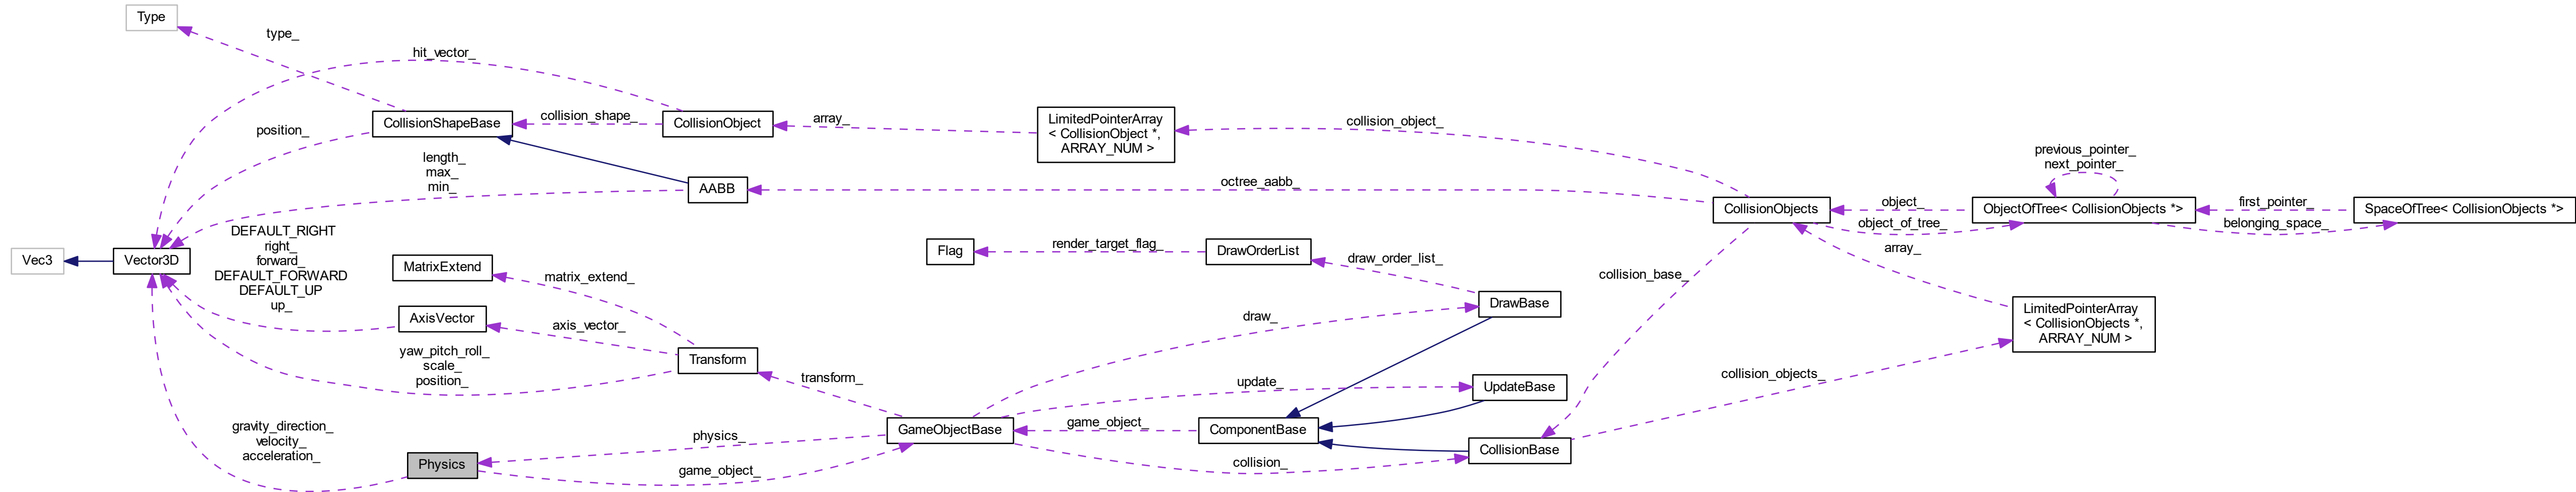 Type
type_
hit_vector_
CollisionShapeBase
collision_shape_
CollisionObject
array_
LimitedPointerArray
< CollisionObject *,
ARRAY_NUM >
collision_object_
position_
length_
max_
min_
AABB
octree_aabb_
CollisionObjects
object_
object_of_tree_
previous_pointer_
next_pointer_
ObjectOfTree< CollisionObjects *>
first_pointer_
belonging_space_
SpaceOfTree< CollisionObjects *>
Vec3
Vector3D
DEFAULT_RIGHT
right_
forward_
DEFAULT_FORWARD
DEFAULT_UP
up_
MatrixExtend
matrix_extend_
Flag
render_target_flag_
DrawOrderList
draw_order_list_
collision_base_
array_
AxisVector
axis_vector_
draw_
DrawBase
LimitedPointerArray
< CollisionObjects *,
ARRAY_NUM >
yaw_pitch_roll_
scale_
position_
Transform
transform_
update_
UpdateBase
collision_objects_
gravity_direction_
velocity_
acceleration_
Physics
physics_
game_object_
GameObjectBase
game_object_
ComponentBase
collision_
CollisionBase